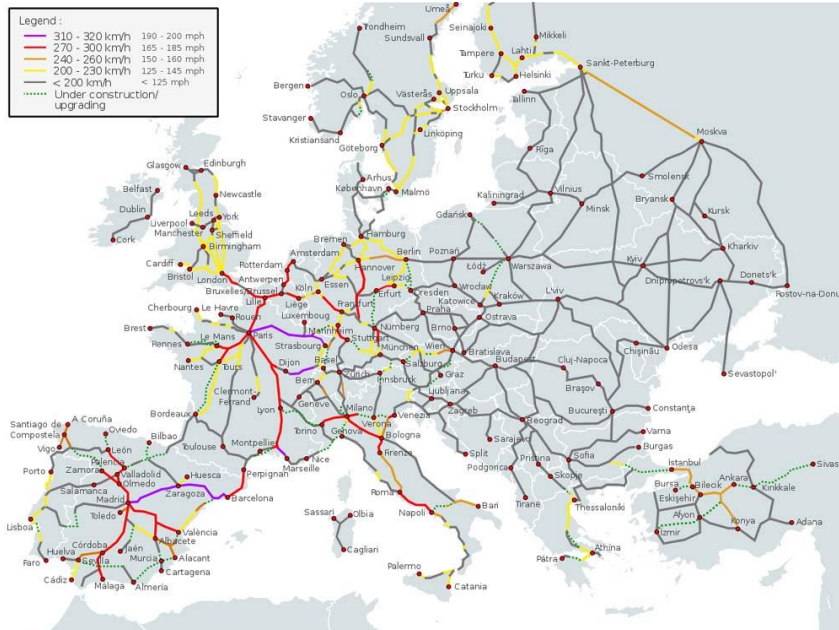 Legend :
310 - 320 km/h 190 - 200 mph
270 - 300 km/h 165 - 185 mph
240 - 260 km/h 150 - 160 mph
200 - 230 km/h 125 - 145 mph
< 200 km/h < 125 mph
Under construction/
upgrading
Umeå
Trondheim
Sundsvall
Seinajoki
Mikkeli
Tampere
Lahti
Turku
Helsinki
Sankt-Peterburg
Tallinn
Bergen
Oslo
Västerås
Uppsala
Stockholm
Stavanger
Kristiansand
Linköping
Göteborg
Moskva
Rīga
Glasgow
Edinburgh
Arhus
København
Malmö
Kaliningrad
Vilnius
Smolensk
Minsk
Bryansk
Belfast
Newcastle
Dublin
Leeds
York
Liverpool
Manchester
Sheffield
Birmingham
Cork
Gdańsk
Kursk
Hamburg
Bremen
Amsterdam
Berlin
Poznań
Kharkiv
Cardiff
Bristol
London
Rotterdam
Antwerpen
Hannover
Łódź
Warszawa
Kyiv
Donets'k
Bruxelles/Brussel
Lille
Köln
Essen
Leipzig
Erfurt
Dresden
Wrocław
Dnipropetrovs'k
Rostov-na-Donu
Cherbourg
Le Havre
Rouen
Liège
Luxembourg
Frankfurt
Praha
Katowice
Kraków
L'viv
Ostrava
Brest
Rennes
Le Mans
Paris
Mannheim
Strasbourg
Stuttgart
Nürnberg
Brno
Nantes
Tours
Dijon
Basel
München
Wien
Bratislava
Salzburg
Budapest
Chişinău
Odesa
Cluj-Napoca
Sevastopol'
Zürich
Innsbruck
Graz
Bern
Clermont-
Ferrand
Genève
Ljubljana
Zagreb
Braşov
Bordeaux
Lyon
Torino
Milano
Verona
Venezia
Bucureşti
Constanţa
Santiago de
Compostela
A Coruña
Oviedo
Bilbao
Toulouse
Montpellier
Genova
Bologna
Beograd
Varna
Vigo
León
Nice
Marseille
Firenze
Split
Sarajevo
Burgas
Porto
Palencia
Zamora
Valladolid
Olmedo
Huesca
Perpignan
Podgorica
Pristina
Sofia
Istanbul
Ankara
Sivas
Salamanca
Madrid
Zaragoza
Barcelona
Roma
Skopje
Bursa
Bilecik
Kirikkale
Eskişehir
Toledo
Napoli
Bari
Tirane
Thessaloniki
Lisboa
València
Albacete
Sassari
Olbia
Afyon
Konya
Izmir
Adana
Huelva
Córdoba
Jaén
Murcia
Alacant
Cagliari
Faro
Sevilla
Cartagena
Pátra
Athina
Cádiz
Málaga
Almería
Palermo
Catania